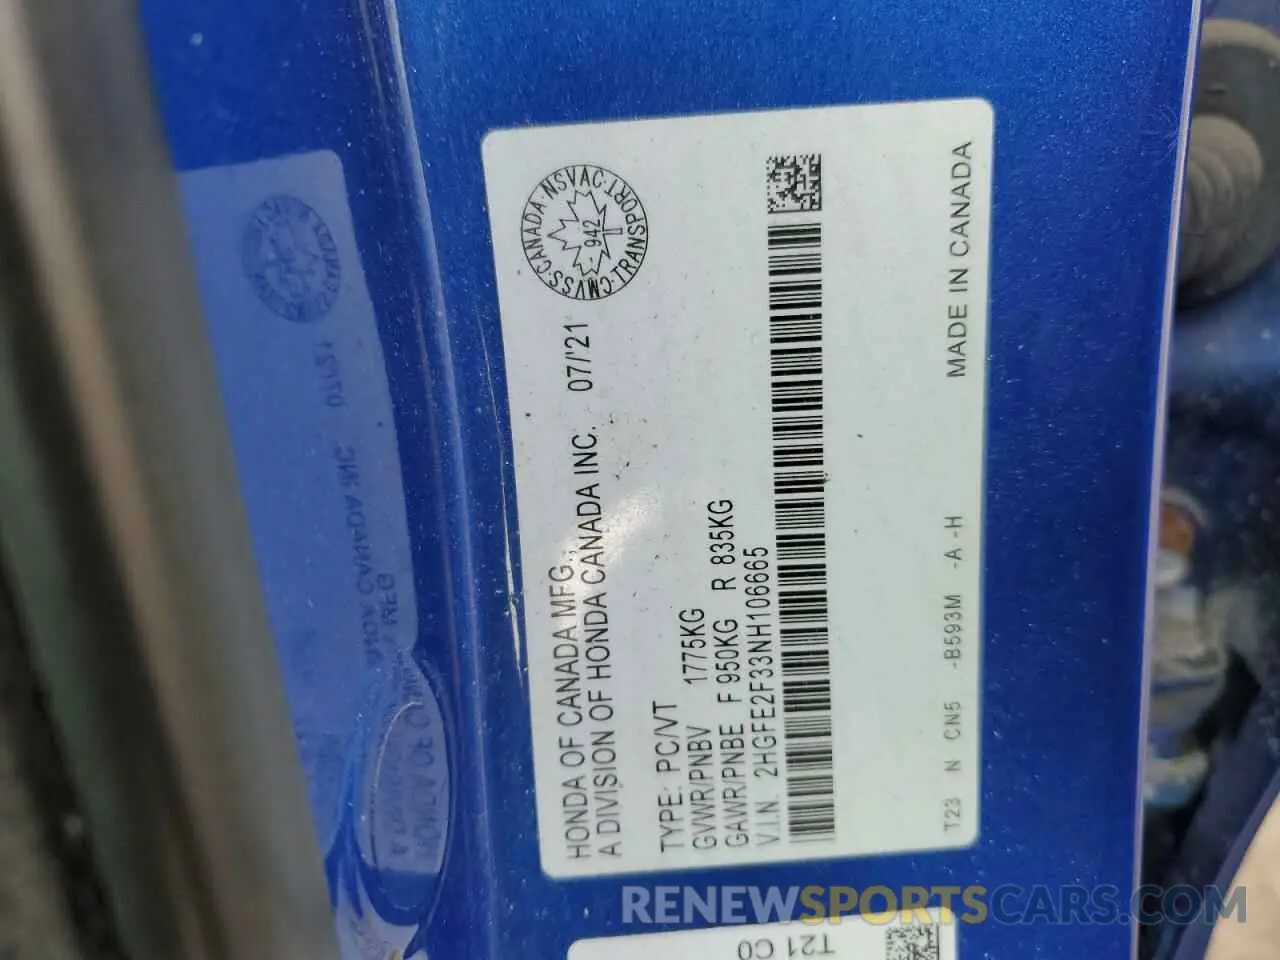 HONDA OF CANADA MFG.,
A DIVISION OF HONDA CANADA INC. 07/'21
CMVSS·CANADA·NSVAC·TRANSPORT·
942
TYPE: PC/VT
GVWR/PNBV 1775KG
GAWR/PNBE F 950KG R 835KG
V.I.N. 2HGFE2F33NH106665
T23 N CN5 -B593M -A -H MADE IN CANADA
T21 C0
RENEWSPORTSCARS.COM